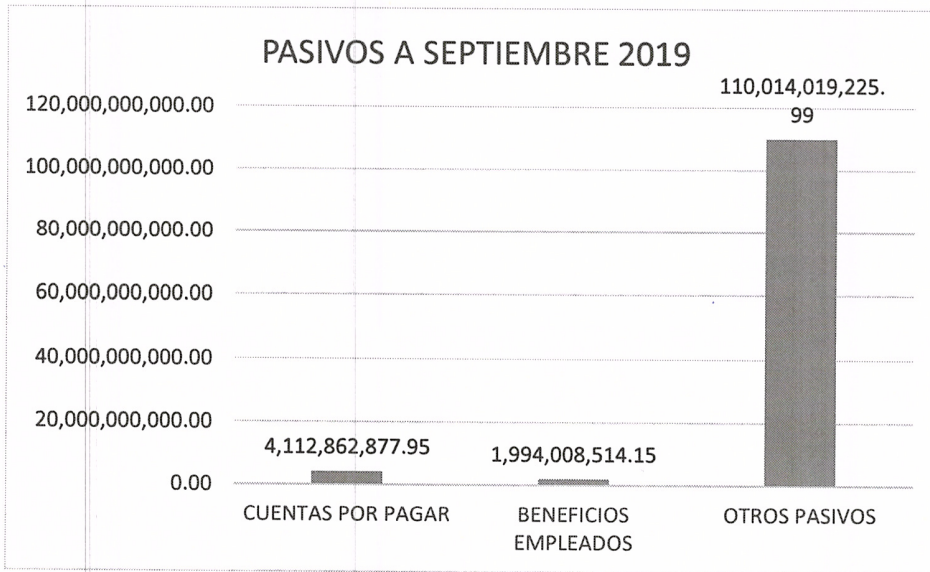 PASIVOS A SEPTIEMBRE 2019
110,014,019,225.
99
120,000,000,000.00
100,000,000,000.00
80,000,000,000.00
60,000,000,000.00
40,000,000,000.00
20,000,000,000.00
0.00
4,112,862,877.95
1,994,008,514.15
CUENTAS POR PAGAR
BENEFICIOS
EMPLEADOS
OTROS PASIVOS